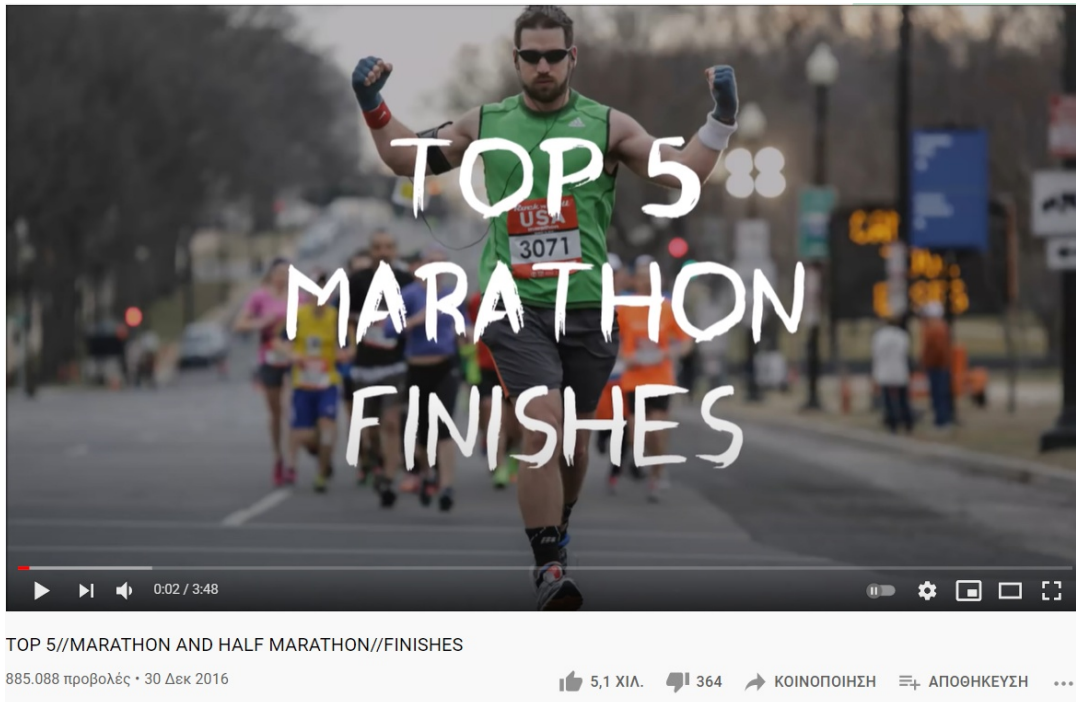 TOP 5
MARATHON
FINISHES
USA
3071
0:02 / 3:48
TOP 5//MARATHON AND HALF MARATHON//FINISHES
885.088 προβολές • 30 Δεκ 2016
5,1 ΧΙΛ. 364 ΚΟΙΝΟΠΟΙΗΣΗ ΑΠΟΘΗΚΕΥΣΗ